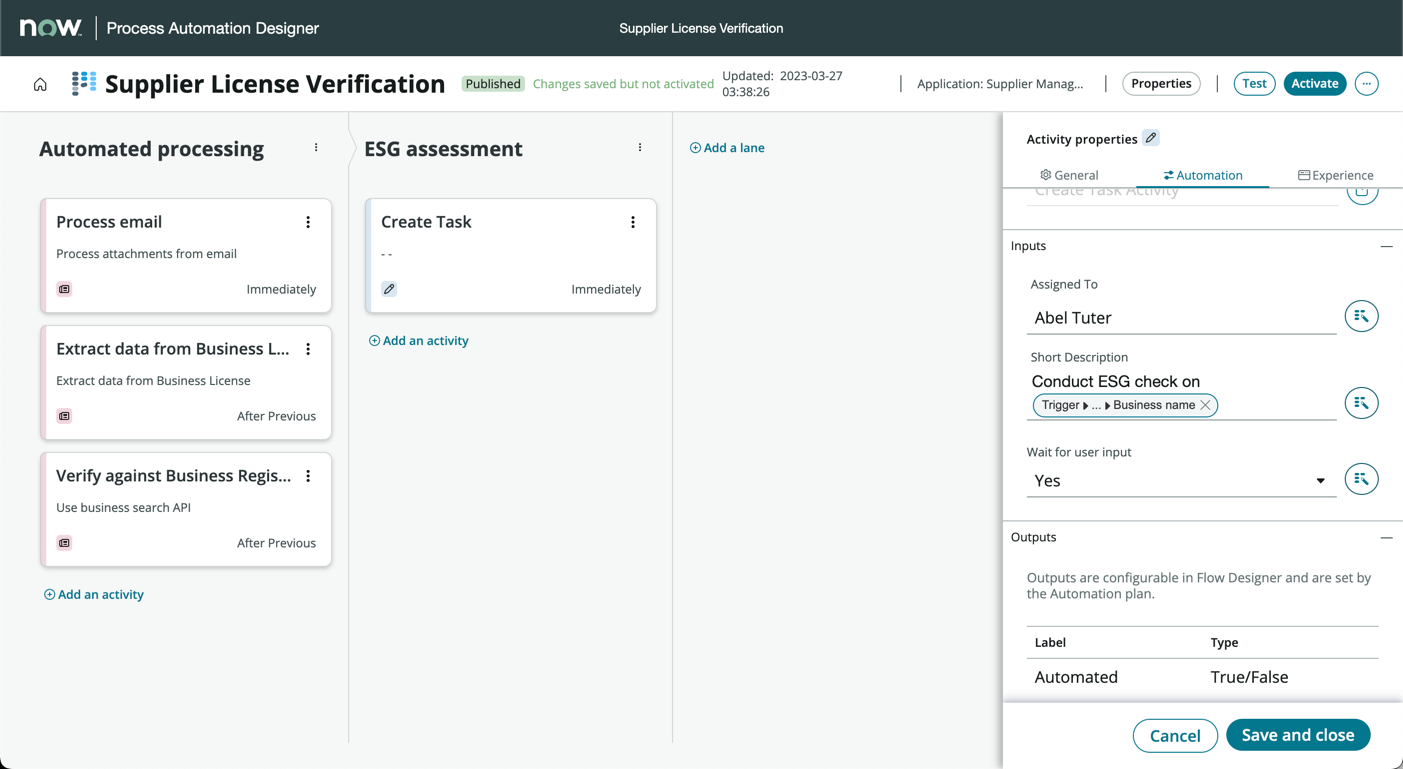 now. Process Automation Designer
Supplier License Verification
Supplier License Verification
Published
Changes saved but not activated
Updated: 2023-03-27
03:38:26
Application: Supplier Manag...
Properties
Test
Activate
Automated processing
Process email
Process attachments from email
Immediately
Extract data from Business L...
Extract data from Business License
After Previous
Verify against Business Regis...
Use business search API
After Previous
Add an activity
ESG assessment
Create Task
- -
Immediately
Add an activity
Add a lane
Activity properties
General
Automation
Experience
Create Task Activity
Inputs
Assigned To
Abel Tuter
Short Description
Conduct ESG check on
Trigger ... Business name
Wait for user input
Yes
Outputs
Outputs are configurable in Flow Designer and are set by
the Automation plan.
Label Type
Automated True/False
Cancel
Save and close